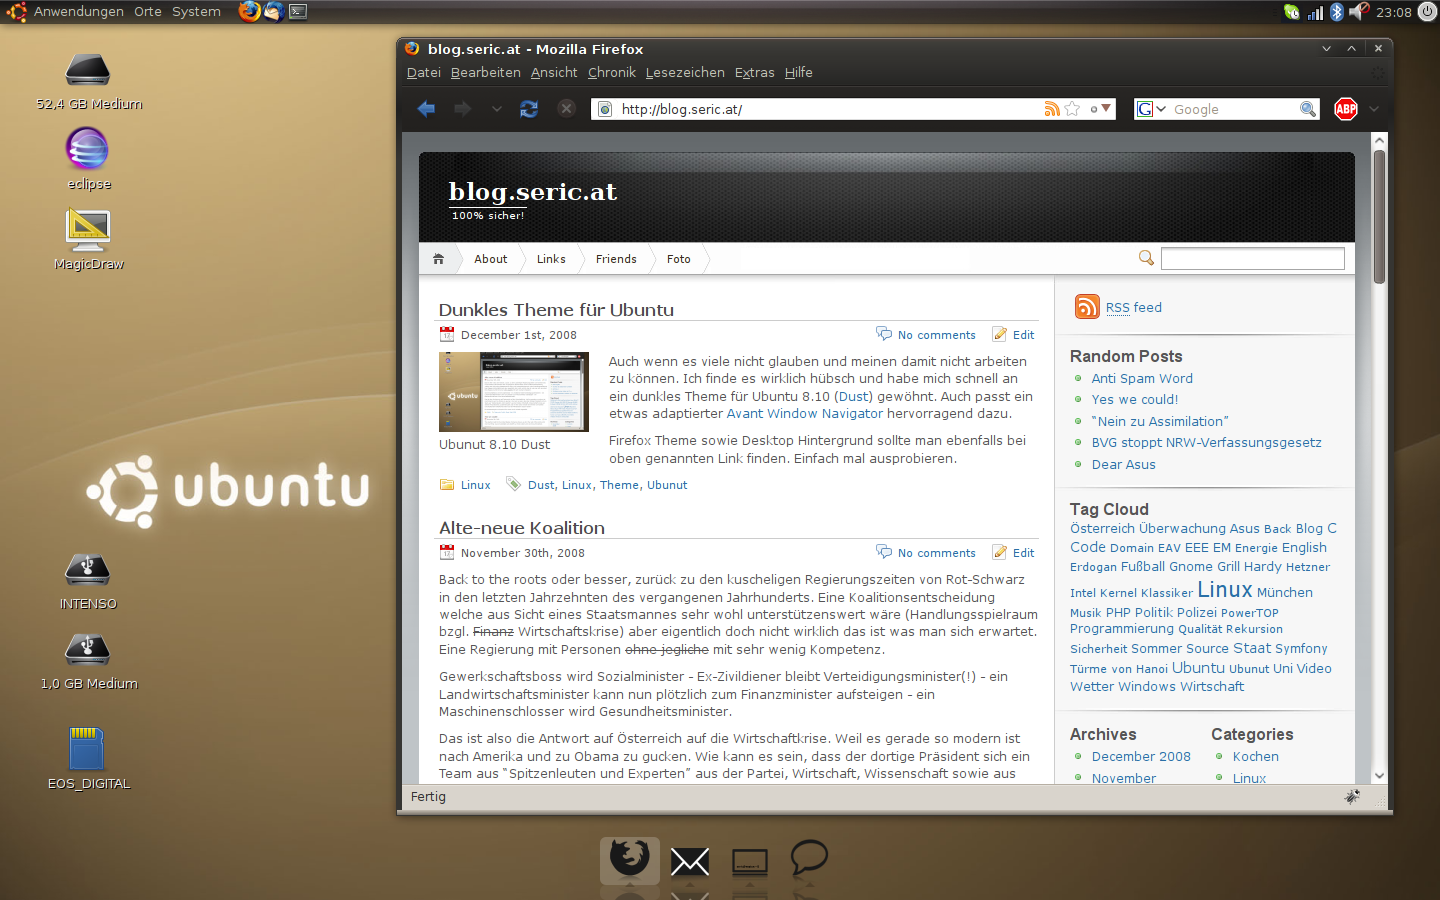 Anwendungen Orte System
23:08
52,4 GB Medium
eclipse
MagicDraw
ubuntu
INTENSO
1,0 GB Medium
EOS_DIGITAL
blog.seric.at - Mozilla Firefox
Datei Bearbeiten Ansicht Chronik Lesezeichen Extras Hilfe
http://blog.seric.at/
G
Google
ABP
blog.seric.at
100% sicher!
About Links Friends Foto
Dunkles Theme für Ubuntu
December 1st, 2008
No comments
Edit
Auch wenn es viele nicht glauben und meinen damit nicht arbeiten
zu können. Ich finde es wirklich hübsch und habe mich schnell an
ein dunkles Theme für Ubuntu 8.10 (Dust) gewöhnt. Auch passt ein
etwas adaptierter Avant Window Navigator hervorragend dazu.
Firefox Theme sowie Desktop Hintergrund sollte man ebenfalls bei
oben genannten Link finden. Einfach mal ausprobieren.
ubuntu
Ubunut 8.10 Dust
Linux
Dust, Linux, Theme, Ubunut
Alte-neue Koalition
November 30th, 2008
No comments
Edit
Back to the roots oder besser, zurück zu den kuscheligen Regierungszeiten von Rot-Schwarz
in den letzten Jahrzehnten des vergangenen Jahrhunderts. Eine Koalitionsentscheidung
welche aus Sicht eines Staatsmannes sehr wohl unterstützenswert wäre (Handlungsspielraum
bzgl. Finanz Wirtschaftskrise) aber eigentlich doch nicht wirklich das ist was man sich erwartet.
Eine Regierung mit Personen ohne jegliche mit sehr wenig Kompetenz.
Gewerkschaftsboss wird Sozialminister - Ex-Zivildiener bleibt Verteidigungsminister(!) - ein
Landwirtschaftsminister kann nun plötzlich zum Finanzminister aufsteigen - ein
Maschinenschlosser wird Gesundheitsminister.
Das ist also die Antwort auf Österreich auf die Wirtschaftkrise. Weil es gerade so modern ist
nach Amerika und zu Obama zu gucken. Wie kann es sein, dass der dortige Präsident sich ein
Team aus “Spitzenleuten und Experten” aus der Partei, Wirtschaft, Wissenschaft sowie aus
RSS feed
Random Posts
Anti Spam Word
Yes we could!
“Nein zu Assimilation”
BVG stoppt NRW-Verfassungsgesetz
Dear Asus
Tag Cloud
Österreich Überwachung Asus Back Blog C
Code Domain EAV EEE EM Energie English
Erdogan Fußball Gnome Grill Hardy Hetzner
Intel Kernel Klassiker Linux München
Musik PHP Politik Polizei PowerTOP
Programmierung Qualität Rekursion
Sicherheit Sommer Source Staat Symfony
Türme von Hanoi Ubuntu Ubunut Uni Video
Wetter Windows Wirtschaft
Archives
December 2008
November
Categories
Kochen
Linux
Fertig